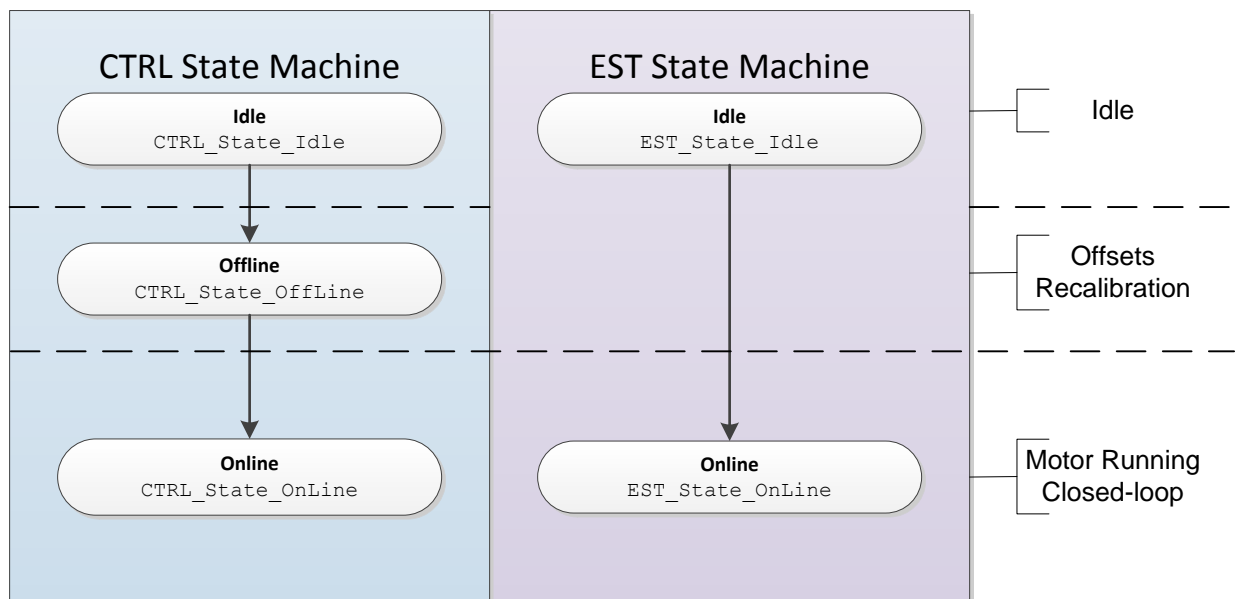 CTRL State Machine
Idle
CTRL_State_Idle
Offline
CTRL_State_OffLine
Online
CTRL_State_OnLine
EST State Machine
Idle
EST_State_Idle
Online
EST_State_OnLine
Idle
Offsets
Recalibration
Motor Running
Closed-loop